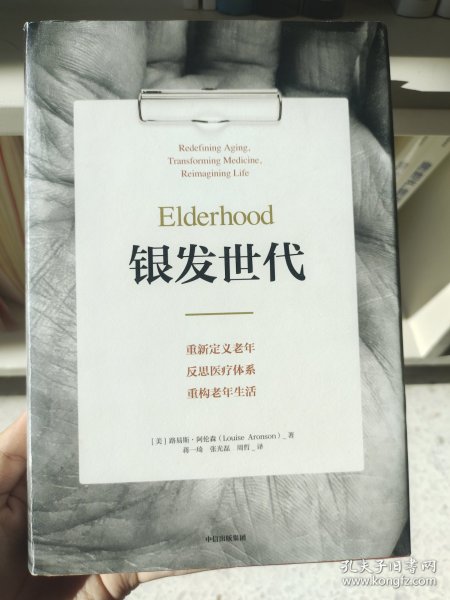 Redefining Aging,
Transforming Medicine,
Reimagining Life
Elderhood
银发世代
重新定义老年
反思医疗体系
重构老年生活
[美]路易斯·阿伦森(Louise Aronson)_著
蒋一琦 张光磊 周哲_译
中信出版集团
孔夫子旧书网
www.kongfz.com